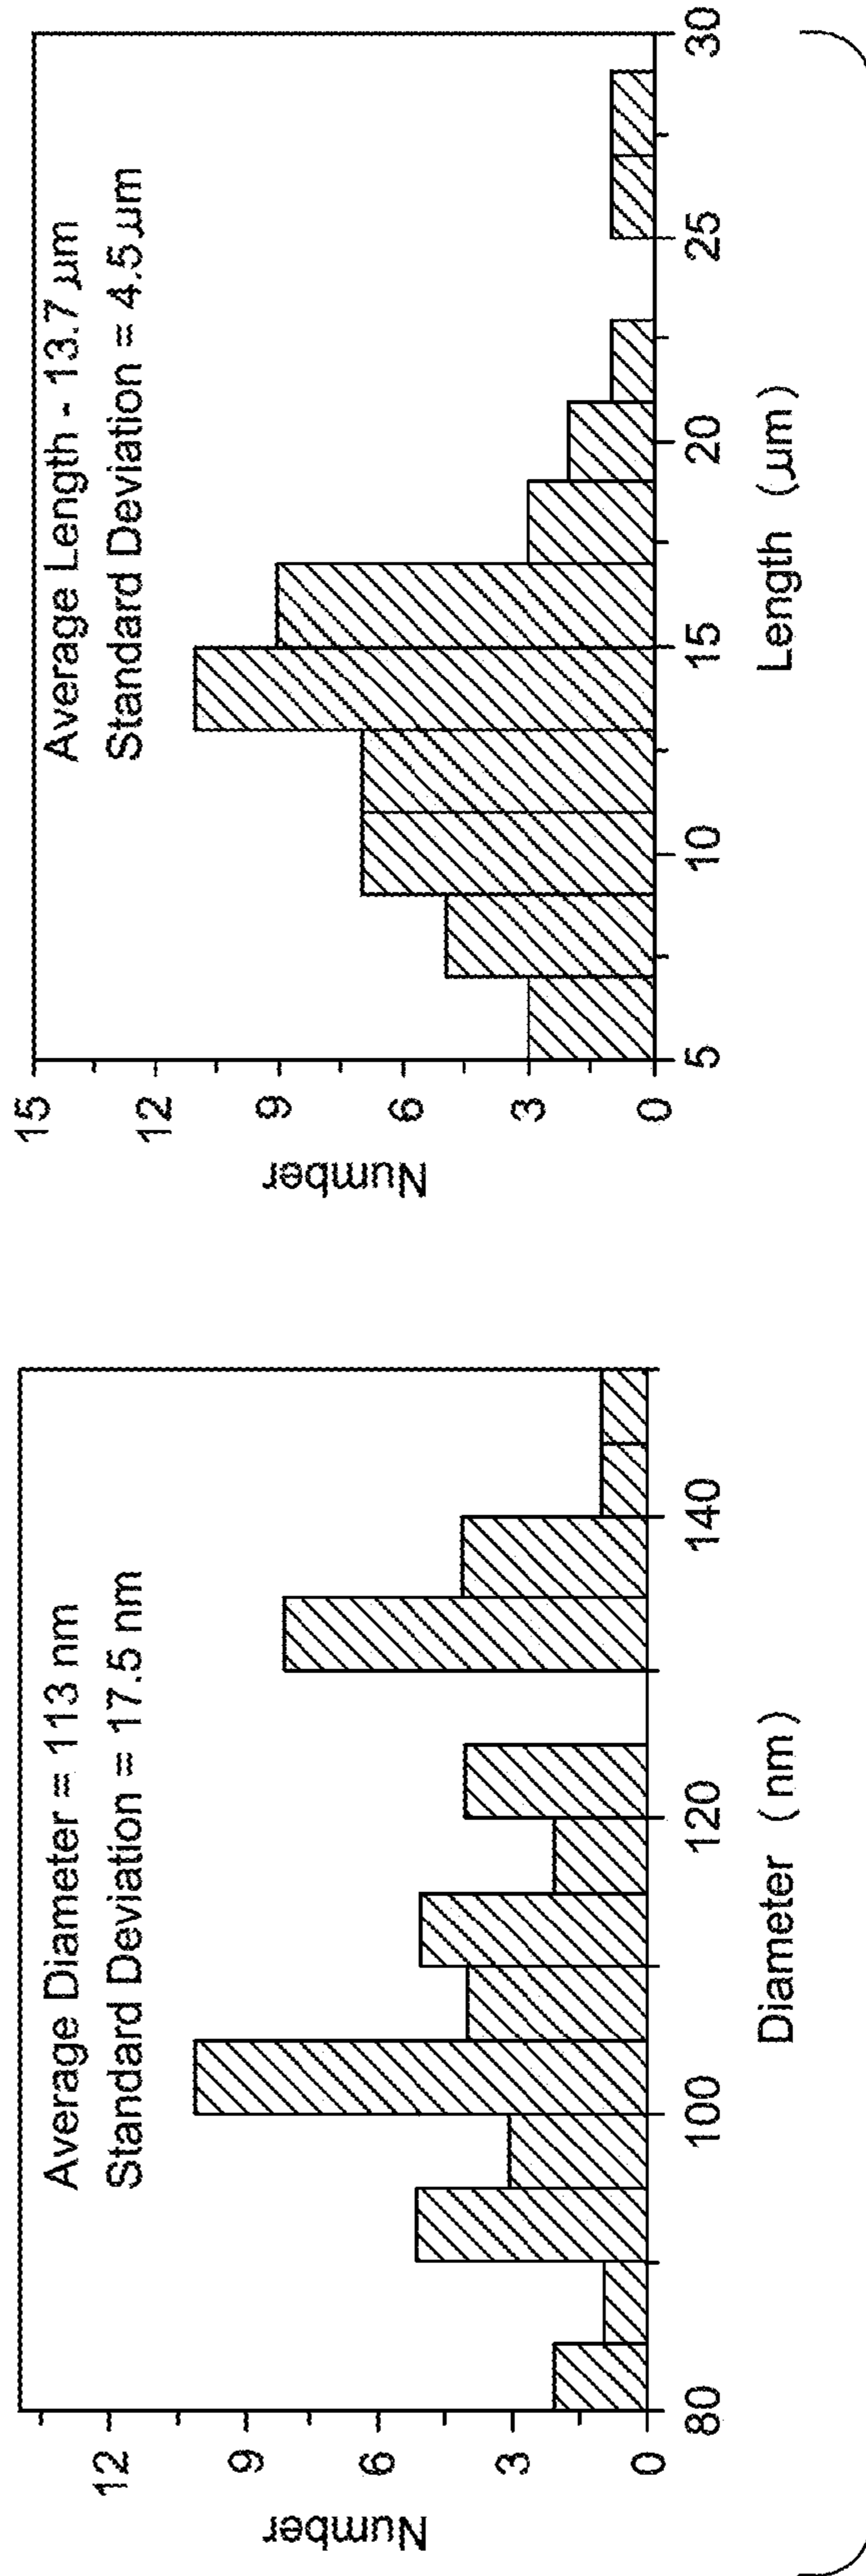 Average Diameter = 113 nm
Standard Deviation = 17.5 nm
Number
12
9
6
3
0
80
100
120
140
Diameter (nm)
Average Length - 13.7 µm
Standard Deviation = 4.5 µm
Number
15
12
9
6
3
0
5
10
15
20
25
30
Length (µm)